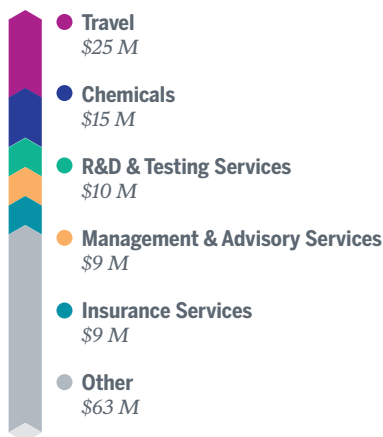 Travel
$25 M
Chemicals
$15 M
R&D & Testing Services
$10 M
Management & Advisory Services
$9 M
Insurance Services
$9 M
Other
$63 M